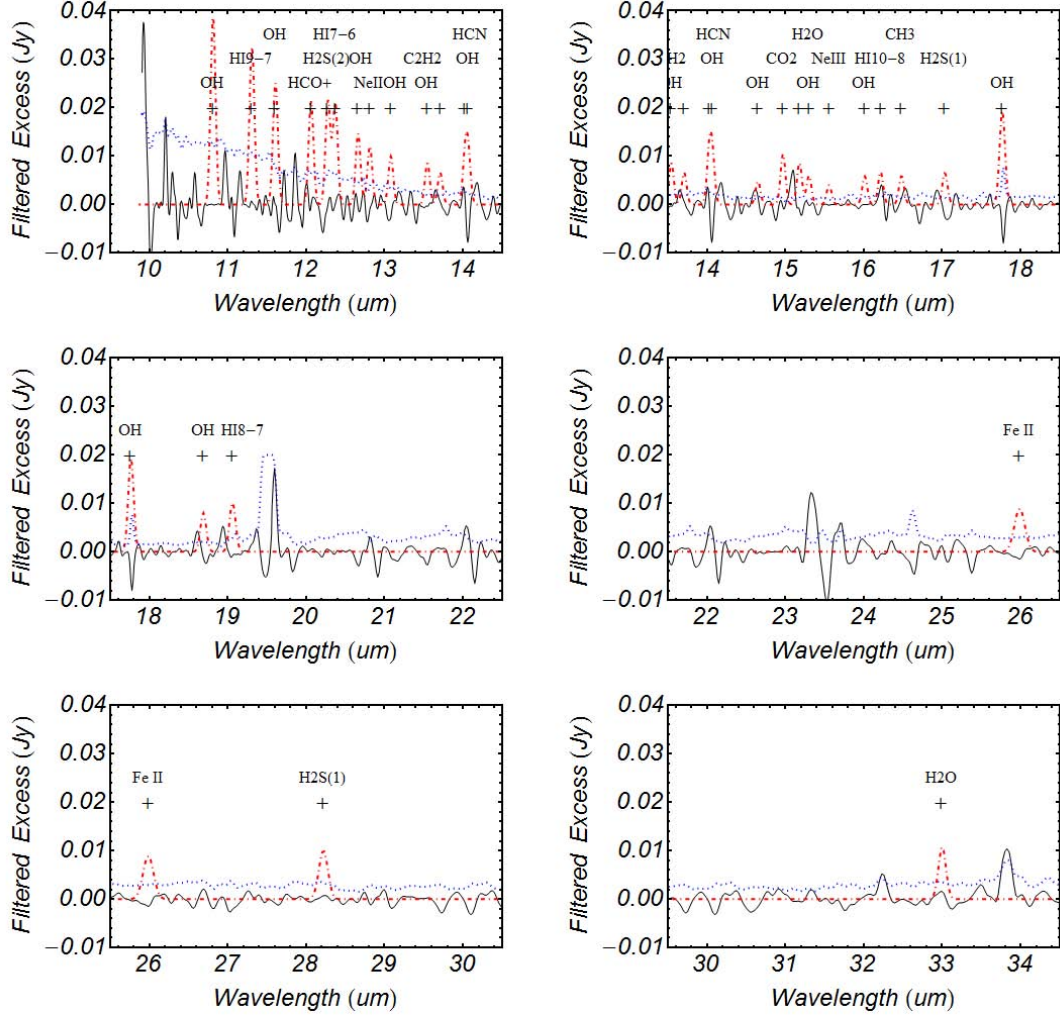 0.04
HCN
OH HI7−6
0.03
HI9−7 H2S(2)OH C2H2 OH
OH HCO+ NeIIOH OH
0.02
+ + + + + + + + + + + +
0.01
0.00
−0.01
10 11 12 13 14
Filtered Excess (Jy)
Wavelength (um)
0.04
H2O CH3
0.03
HCN
H2 OH CO2 NeIII HI10−8 H2S(1)
OH OH OH OH
0.02
+ + + + + + + + + + + + +
0.01
0.00
−0.01
14 15 16 17 18
Filtered Excess (Jy)
Wavelength (um)
0.04
0.03
OH OH HI8−7
0.02
+ + +
0.01
0.00
−0.01
18 19 20 21 22
Filtered Excess (Jy)
Wavelength (um)
0.04
0.03
Fe II
0.02
+
0.01
0.00
−0.01
22 23 24 25 26
Filtered Excess (Jy)
Wavelength (um)
0.04
0.03
Fe II H2S(1)
0.02
+ +
0.01
0.00
−0.01
26 27 28 29 30
Filtered Excess (Jy)
Wavelength (um)
0.04
0.03
H2O
0.02
+
0.01
0.00
−0.01
30 31 32 33 34
Filtered Excess (Jy)
Wavelength (um)